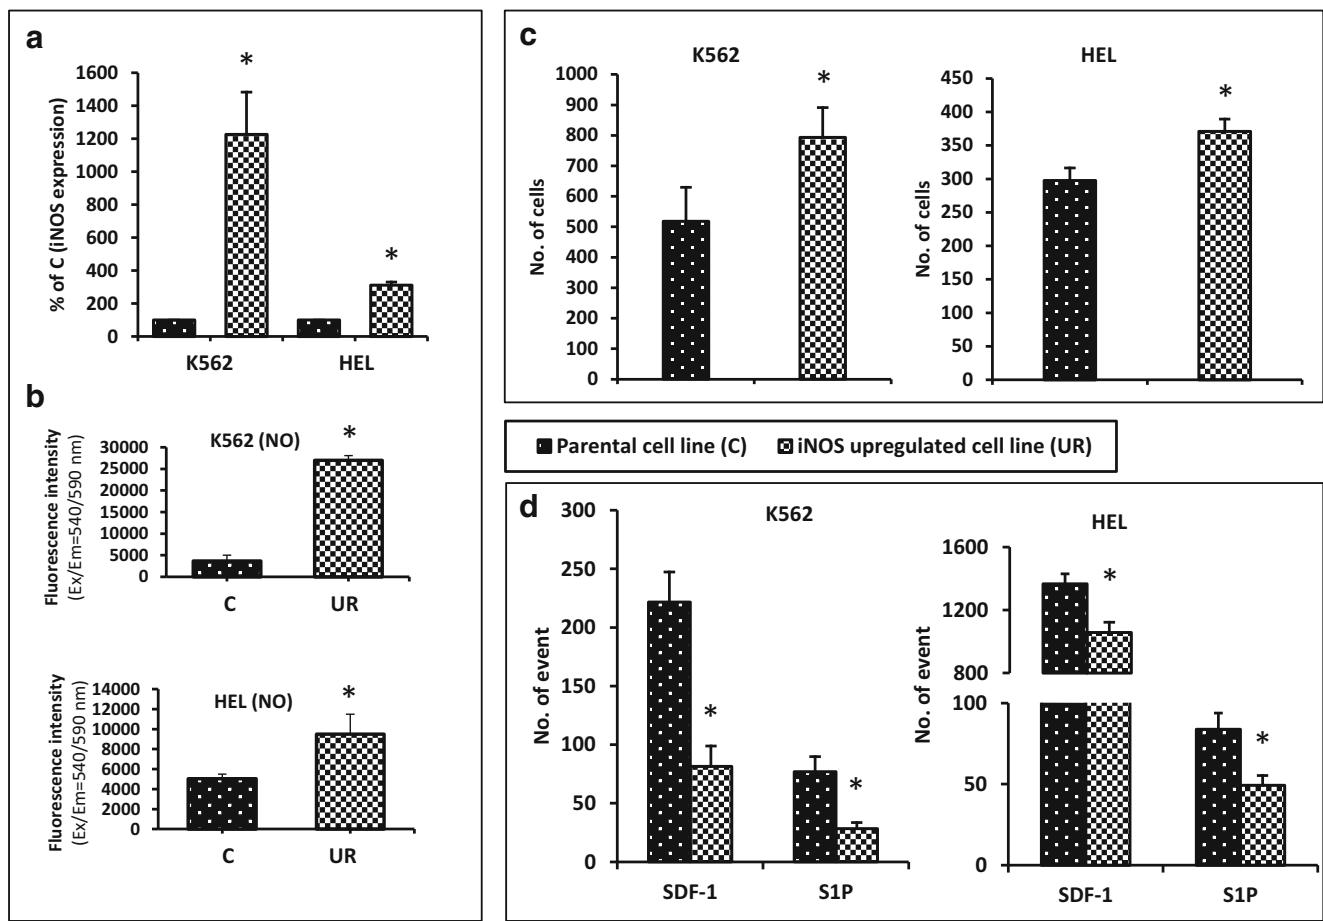 a
% of C (iNOS expression)
1600
1400
1200
1000
800
600
400
200
0
*
*
K562 HEL
b
Fluorescence intensity
(Ex/Em=540/590 nm)
K562 (NO)
30000
25000
20000
15000
10000
5000
0
*
C UR
Fluorescence intensity
(Ex/Em=540/590 nm)
HEL (NO)
14000
12000
10000
8000
6000
4000
2000
0
*
C UR
c
K562
No. of cells
1000
900
800
700
600
500
400
300
200
100
0
*
HEL
No. of cells
450
400
350
300
250
200
150
100
50
0
*
Parental cell line (C) iNOS upregulated cell line (UR)
d
K562
No. of event
300
250
200
150
100
50
0
*
*
SDF-1 S1P
HEL
No. of event
1600
1200
800
100
50
0
*
*
SDF-1 S1P